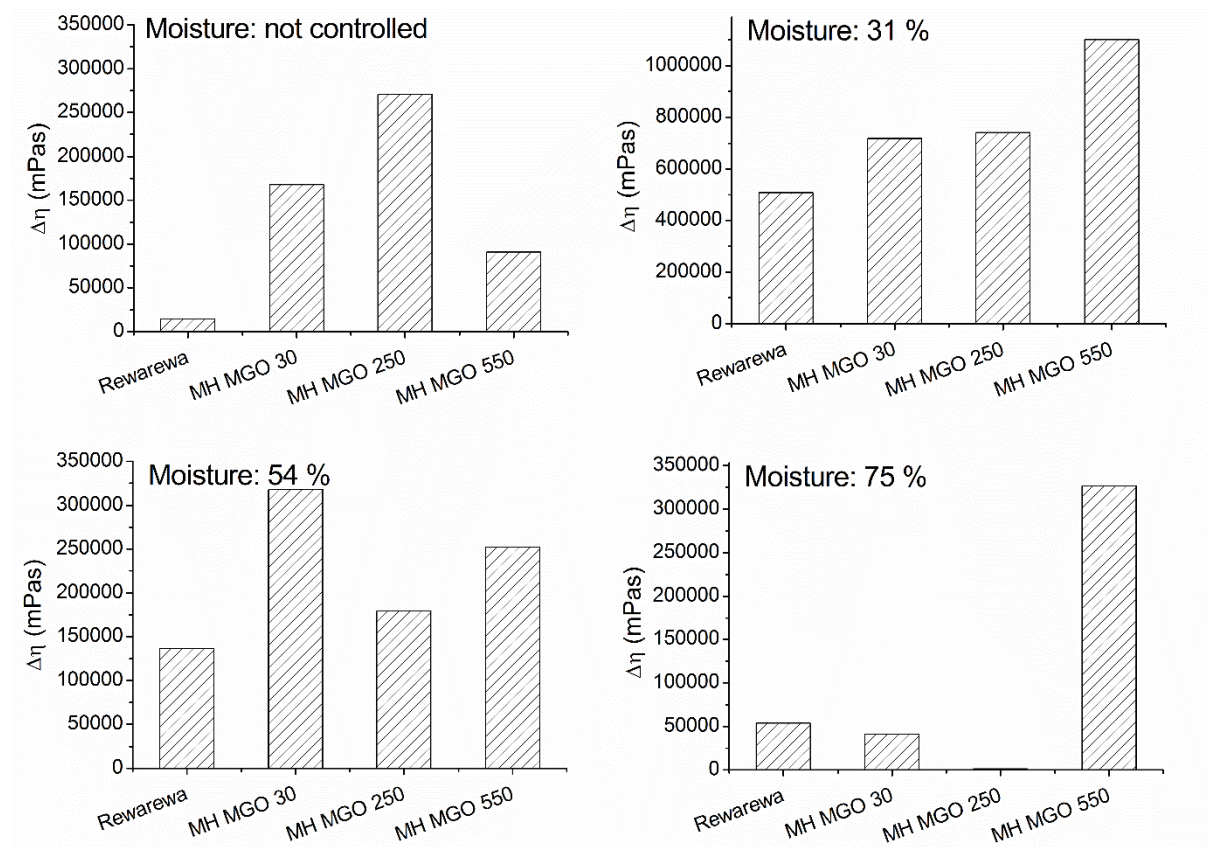 Moisture: not controlled
350000
300000
250000
200000
150000
100000
50000
0
Δη (mPas)
Rewarewa
MH MGO 30
MH MGO 250
MH MGO 550
Moisture: 31 %
1000000
800000
600000
400000
200000
0
Δη (mPas)
Rewarewa
MH MGO 30
MH MGO 250
MH MGO 550
Moisture: 54 %
350000
300000
250000
200000
150000
100000
50000
0
Δη (mPas)
Rewarewa
MH MGO 30
MH MGO 250
MH MGO 550
Moisture: 75 %
350000
300000
250000
200000
150000
100000
50000
0
Δη (mPas)
Rewarewa
MH MGO 30
MH MGO 250
MH MGO 550